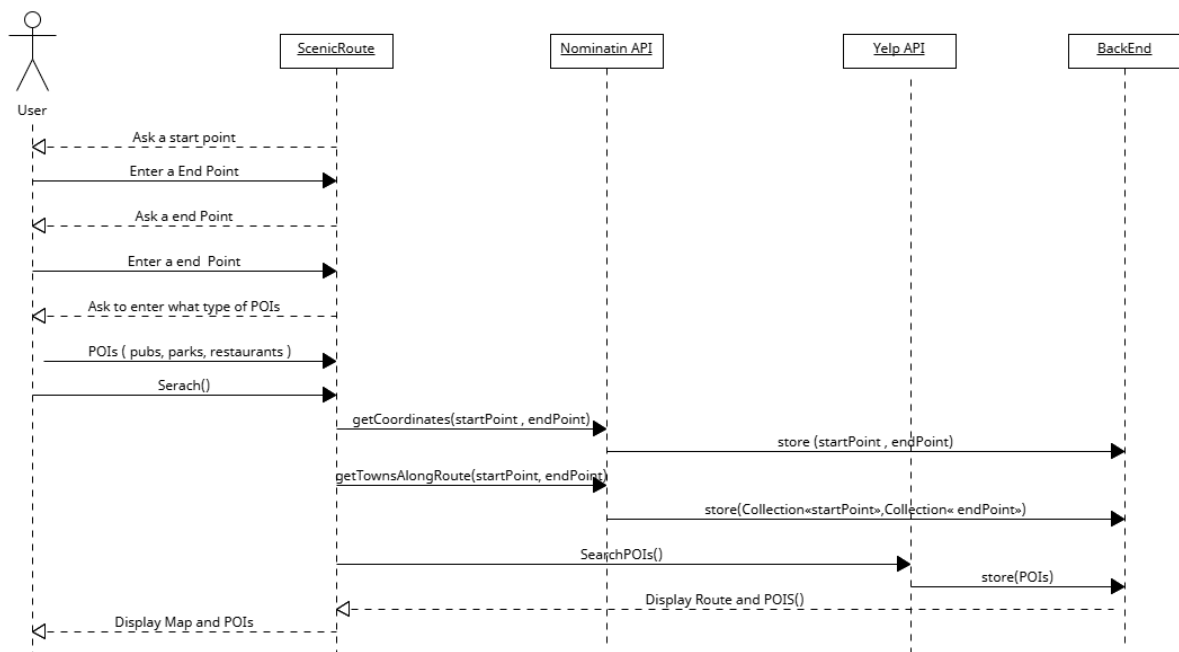 ScenicRoute
Nominatin API
Yelp API
BackEnd
User
Ask a start point
Enter a End Point
Ask a end Point
Enter a end Point
Ask to enter what type of POIs
POIs ( pubs, parks, restaurants )
Serach()
getCoordinates(startPoint , endPoint)
store (startPoint , endPoint)
getTownsAlongRoute(startPoint, endPoint)
store(Collection«startPoint»,Collection« endPoint»)
SearchPOIs()
store(POIs)
Display Route and POIS()
Display Map and POIs